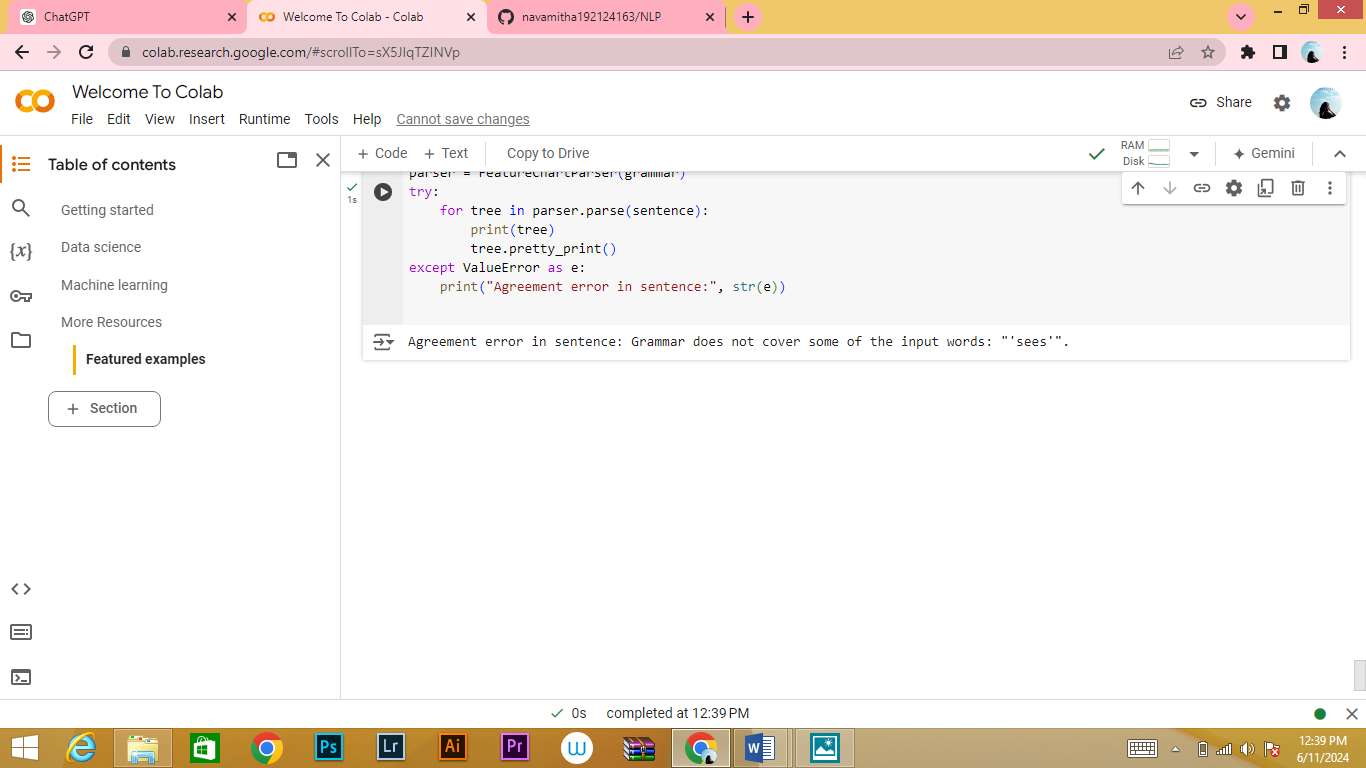 ChatGPT
Welcome To Colab - Colab
navamitha192124163/NLP
colab.research.google.com/#scrollTo=sX5JIqTZINVp
Welcome To Colab
File Edit View Insert Runtime Tools Help Cannot save changes
Share
Table of contents
+ Code + Text Copy to Drive
RAM
Disk
Gemini
Getting started
Data science
Machine learning
More Resources
Featured examples
+ Section
1s
parser = FeatureChartParser(grammar)
try:
    for tree in parser.parse(sentence):
        print(tree)
        tree.pretty_print()
except ValueError as e:
    print("Agreement error in sentence:", str(e))
Agreement error in sentence: Grammar does not cover some of the input words: "'sees'".
0s completed at 12:39 PM
Ps
Lr
Ai
Pr
W
12:39 PM
6/11/2024